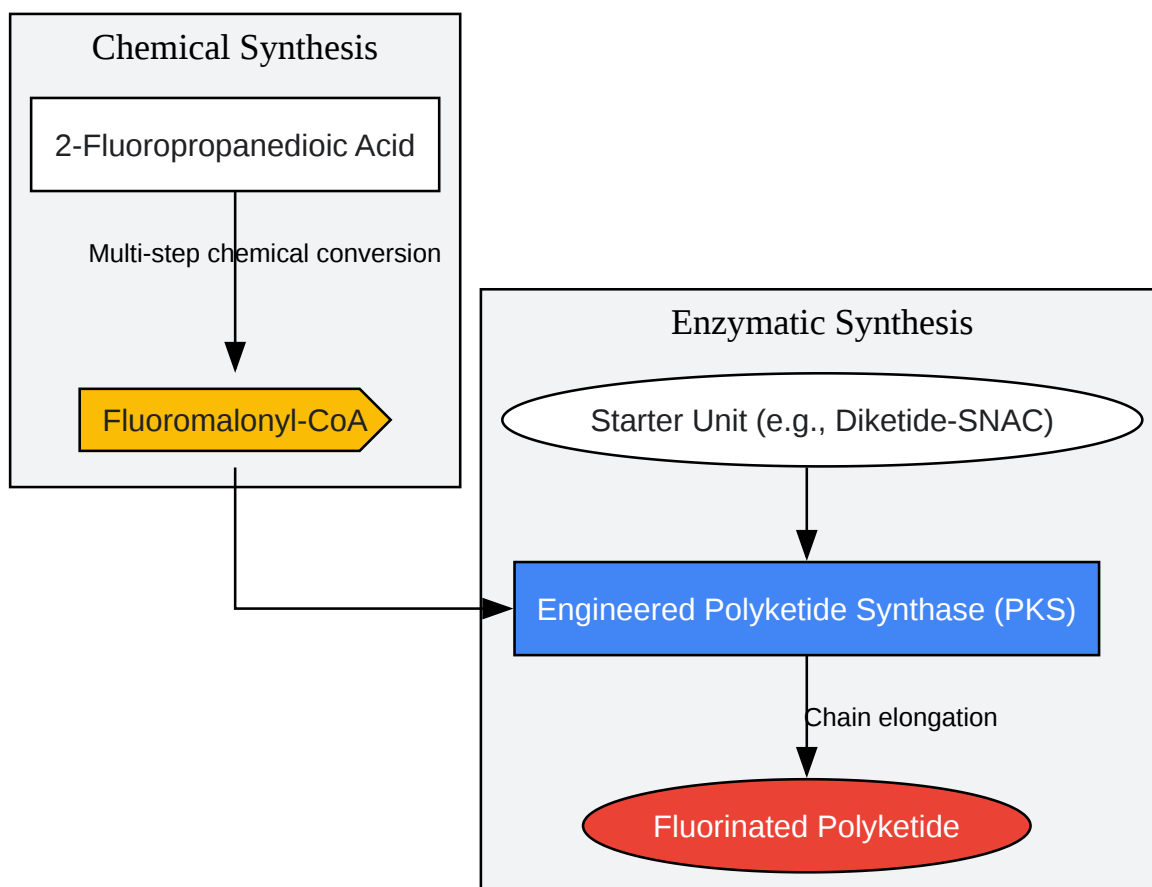 Chemical Synthesis
2-Fluoropropanedioic Acid
Multi-step chemical conversion
Fluoromalonyl-CoA
Enzymatic Synthesis
Starter Unit (e.g., Diketide-SNAC)
Engineered Polyketide Synthase (PKS)
Chain elongation
Fluorinated Polyketide